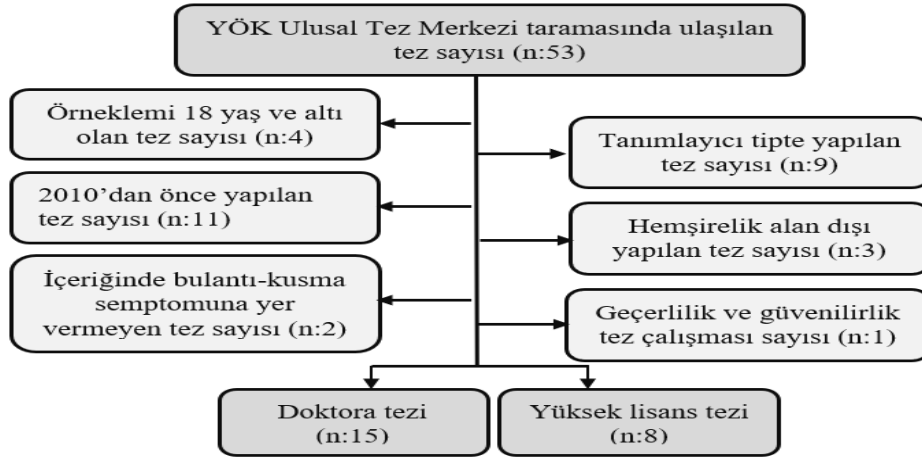 YÖK Ulusal Tez Merkezi taramasında ulaşılan
tez sayısı (n:53)
Örneklemi 18 yaş ve altı
olan tez sayısı (n:4)
Tanımlayıcı tipte yapılan
tez sayısı (n:9)
2010’dan önce yapılan
tez sayısı (n:11)
Hemşirelik alan dışı
yapılan tez sayısı (n:3)
İçeriğinde bulantı-kusma
semptomuna yer
vermeyen tez sayısı (n:2)
Geçerlilik ve güvenilirlik
tez çalışması sayısı (n:1)
Doktora tezi
(n:15)
Yüksek lisans tezi
(n:8)